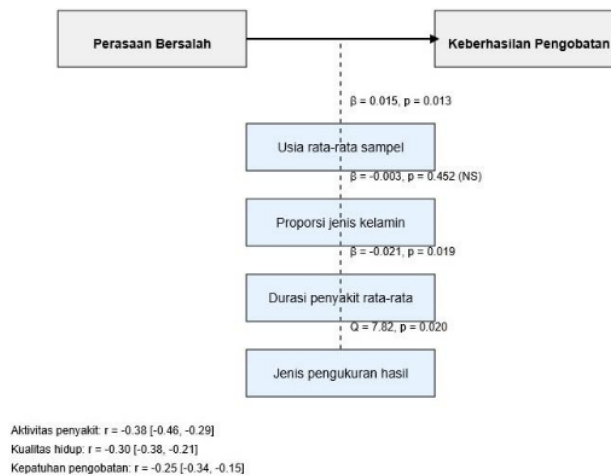 Perasaan Bersalah
Keberhasilan Pengobatan
β = 0.015, p = 0.013
Usia rata-rata sampel
β = -0.003, p = 0.452 (NS)
Proporsi jenis kelamin
β = -0.021, p = 0.019
Durasi penyakit rata-rata
Q = 7.82, p = 0.020
Jenis pengukuran hasil
Aktivitas penyakit: r = -0.38 [-0.46, -0.29]
Kualitas hidup: r = -0.30 [-0.38, -0.21]
Kepatuhan pengobatan: r = -0.25 [-0.34, -0.15]